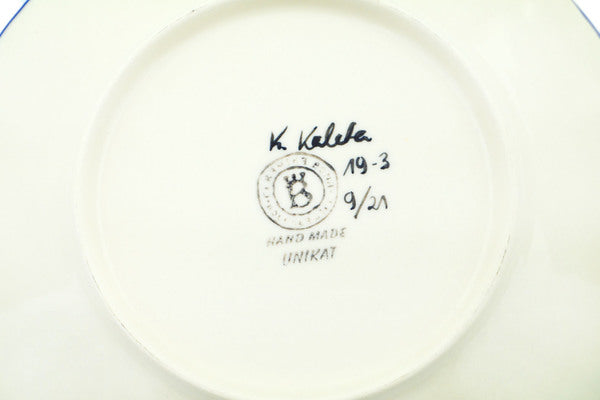 K. Kaleta
19-3
B
9/21
HAND MADE
UNIKAT